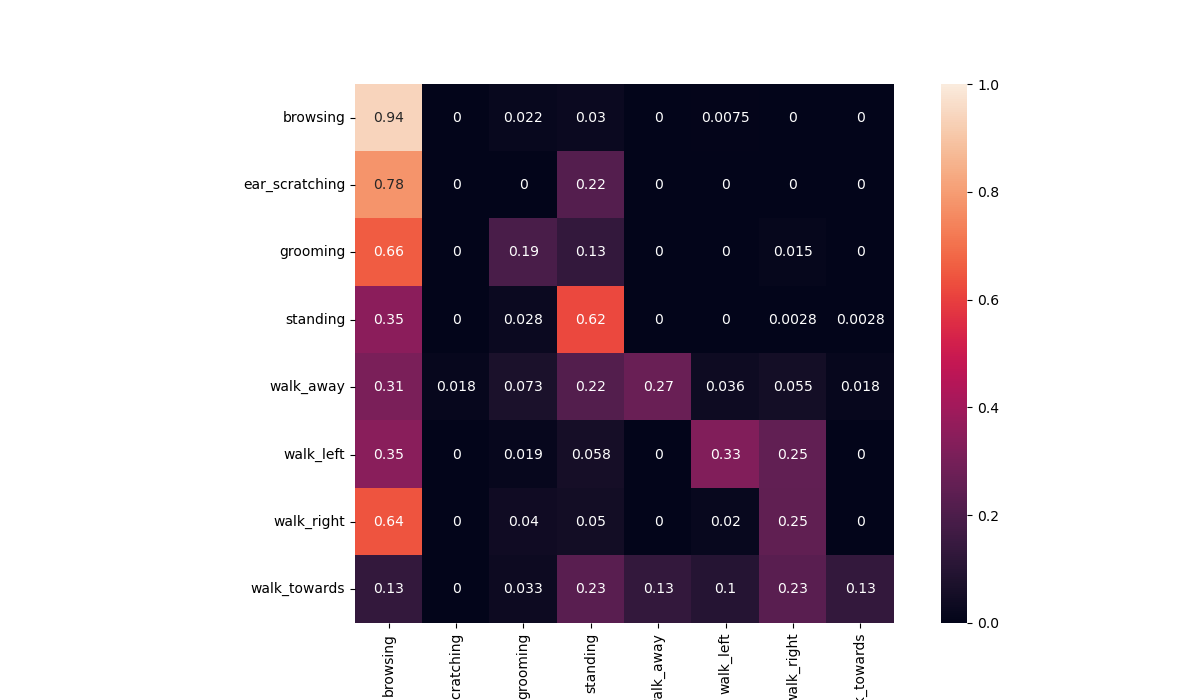 1.0
browsing 0.94 0 0.022 0.03 0 0.0075 0 0
ear_scratching 0.78 0 0 0.22 0 0 0 0
0.8
grooming 0.66 0 0.19 0.13 0 0 0.015 0
standing 0.35 0 0.028 0.62 0 0 0.0028 0.0028
0.6
walk_away 0.31 0.018 0.073 0.22 0.27 0.036 0.055 0.018
0.4
walk_left 0.35 0 0.019 0.058 0 0.33 0.25 0
walk_right 0.64 0 0.04 0.05 0 0.02 0.25 0
0.2
walk_towards 0.13 0 0.033 0.23 0.13 0.1 0.23 0.13
0.0
browsing
cratching
grooming
standing
alk_away
walk_left
walk_right
_towards